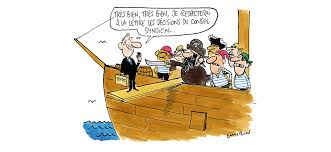 TRÈS BIEN, TRÈS BIEN, JE RESPECTERAI
À LA LETTRE LES DÉCISIONS DU CONSEIL
SYNDICAL...